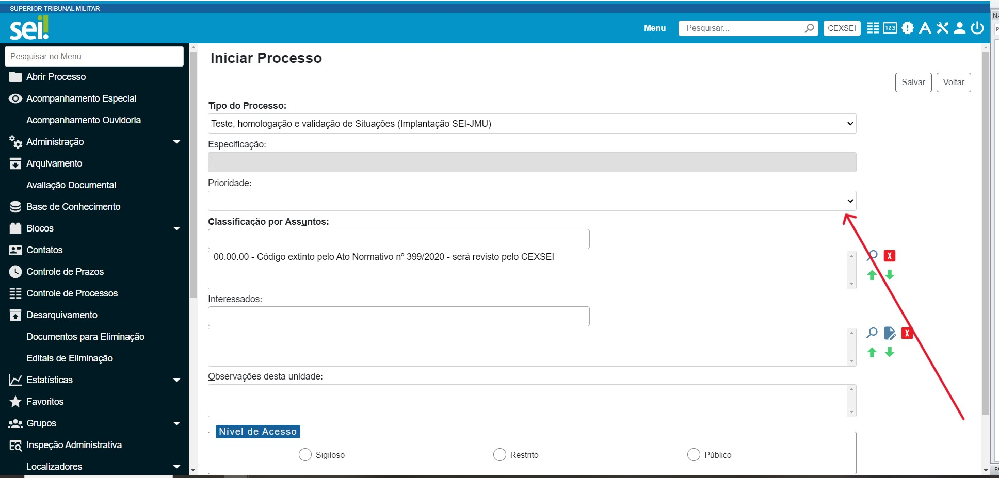 SUPERIOR TRIBUNAL MILITAR
sei!
Menu
Pesquisar...
CEXSEI
123
A
Pesquisar no Menu
Abrir Processo
Acompanhamento Especial
Acompanhamento Ouvidoria
Administração
Arquivamento
Avaliação Documental
Base de Conhecimento
Blocos
Contatos
Controle de Prazos
Controle de Processos
Desarquivamento
Documentos para Eliminação
Editais de Eliminação
Estatísticas
Favoritos
Grupos
Inspeção Administrativa
Localizadores
Iniciar Processo
Salvar
Voltar
Tipo do Processo:
Teste, homologação e validação de Situações (Implantação SEI-JMU)
Especificação:
Prioridade:
Classificação por Assuntos:
00.00.00 - Código extinto pelo Ato Normativo nº 399/2020 - será revisto pelo CEXSEI
X
Interessados:
X
Observações desta unidade:
Nível de Acesso
Sigiloso
Restrito
Público